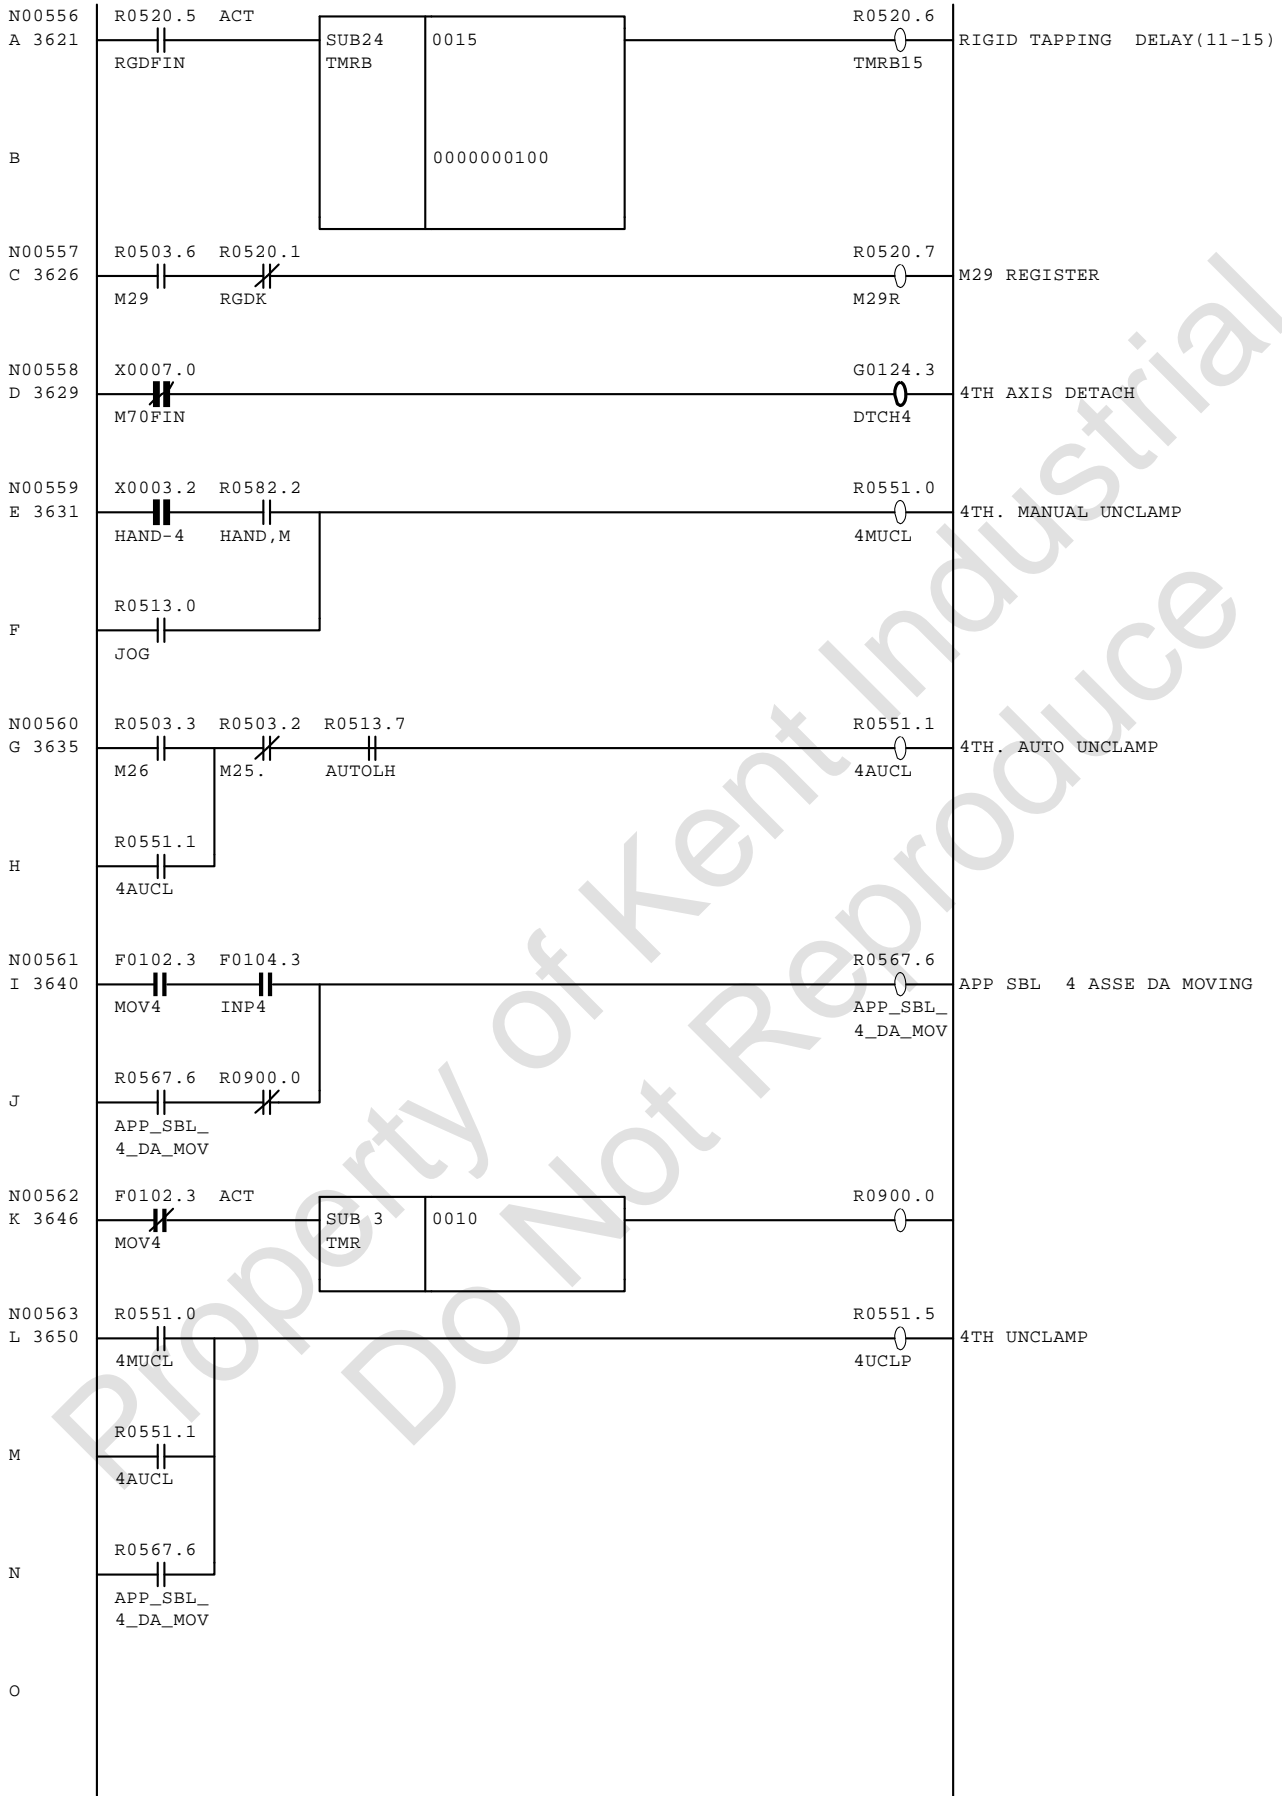 N00556 R0520.5 ACT R0520.6
A 3621 SUB24 0015 RIGID TAPPING DELAY(11-15)
RGDFIN TMRB TMRB15
B 0000000100
N00557 R0503.6 R0520.1 R0520.7
C 3626 M29 REGISTER
M29 RGDK M29R
N00558 X0007.0 G0124.3
D 3629 4TH AXIS DETACH
M70FIN DTCH4
N00559 X0003.2 R0582.2 R0551.0
E 3631 4TH. MANUAL UNCLAMP
HAND-4 HAND,M 4MUCL
R0513.0
F
JOG
N00560 R0503.3 R0503.2 R0513.7 R0551.1
G 3635 4TH. AUTO UNCLAMP
M26 M25. AUTOLH 4AUCL
R0551.1
H
4AUCL
N00561 F0102.3 F0104.3 R0567.6
I 3640 APP SBL 4 ASSE DA MOVING
MOV4 INP4 APP_SBL_
4_DA_MOV
R0567.6 R0900.0
J
APP_SBL_
4_DA_MOV
N00562 F0102.3 ACT R0900.0
K 3646 SUB 3 0010
MOV4 TMR
N00563 R0551.0 R0551.5
L 3650 4TH UNCLAMP
4MUCL 4UCLP
R0551.1
M
4AUCL
R0567.6
N
APP_SBL_
4_DA_MOV
O
Property of Kent Industrial
Do Not Reproduce